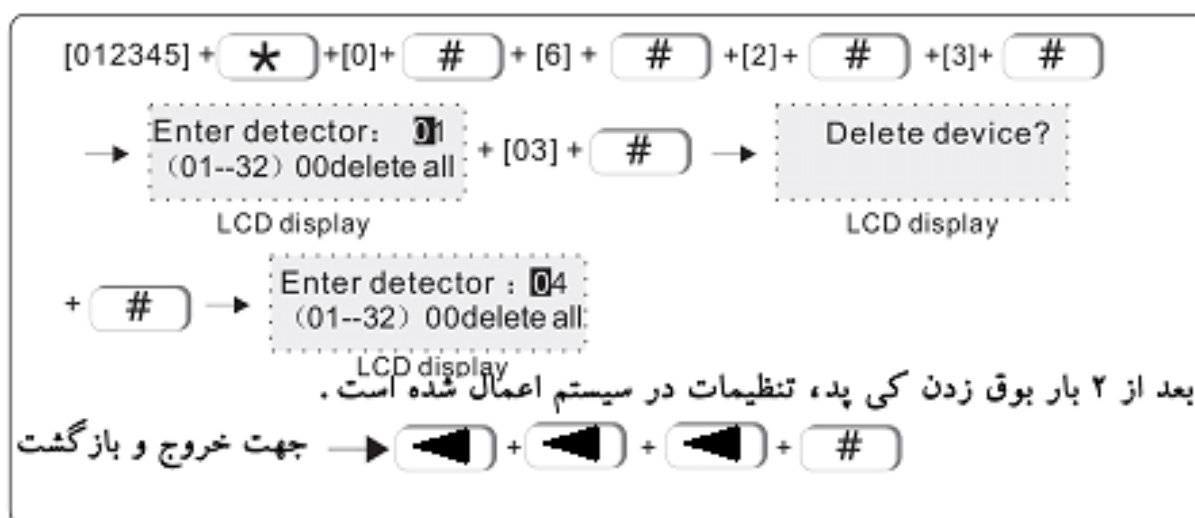 [012345] + * +[0]+ # + [6] + # +[2]+ # +[3]+ #
Enter detector: 01
(01--32) 00delete all
+ [03] + #
Delete device?
LCD display
LCD display
+ #
Enter detector : 04
(01--32) 00delete all
LCD display
بعد از ۲ بار بوق زدن کی پد، تنظیمات در سیستم اعمال شده است .
جهت خروج و بازگشت
+ + + #